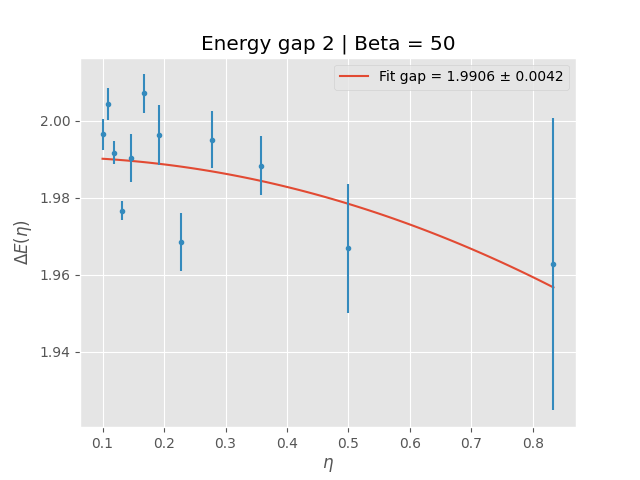 Energy gap 2 | Beta = 50
Fit gap = 1.9906 ± 0.0042
2.00
1.98
1.96
1.94
ΔE(η)
0.1 0.2 0.3 0.4 0.5 0.6 0.7 0.8
η